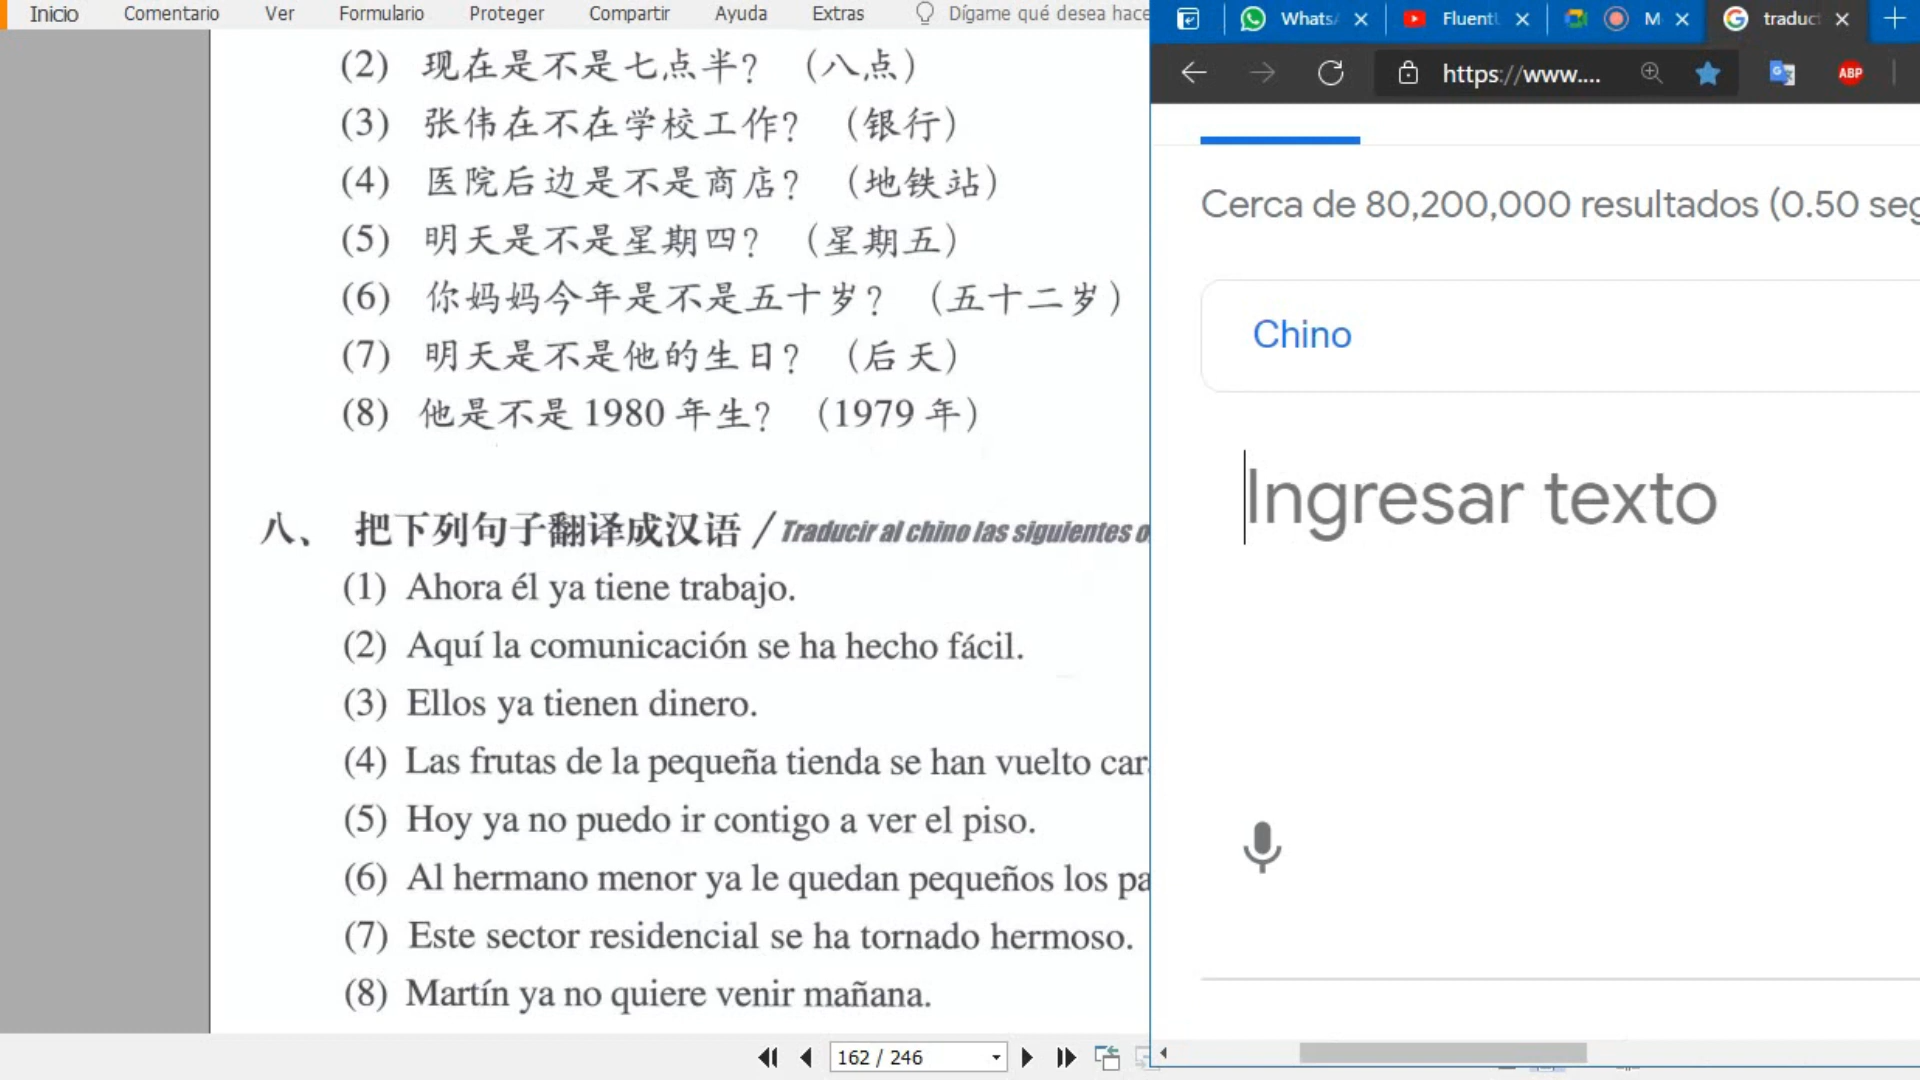 Inicio Comentario Ver Formulario Proteger Compartir Ayuda Extras Dígame qué desea hace
Whats FluentU M traduc
https://www....
ABP
(2) 现在是不是七点半？（八点）
(3) 张伟在不在学校工作？（银行）
(4) 医院后边是不是商店？（地铁站）
(5) 明天是不是星期四？（星期五）
(6) 你妈妈今年是不是五十岁？（五十二岁）
(7) 明天是不是他的生日？（后天）
(8) 他是不是 1980 年生？（1979 年）
八、 把下列句子翻译成汉语 / Traducir al chino las siguientes o
(1) Ahora él ya tiene trabajo.
(2) Aquí la comunicación se ha hecho fácil.
(3) Ellos ya tienen dinero.
(4) Las frutas de la pequeña tienda se han vuelto car
(5) Hoy ya no puedo ir contigo a ver el piso.
(6) Al hermano menor ya le quedan pequeños los pa
(7) Este sector residencial se ha tornado hermoso.
(8) Martín ya no quiere venir mañana.
162 / 246
Cerca de 80,200,000 resultados (0.50 seg
Chino
Ingresar texto